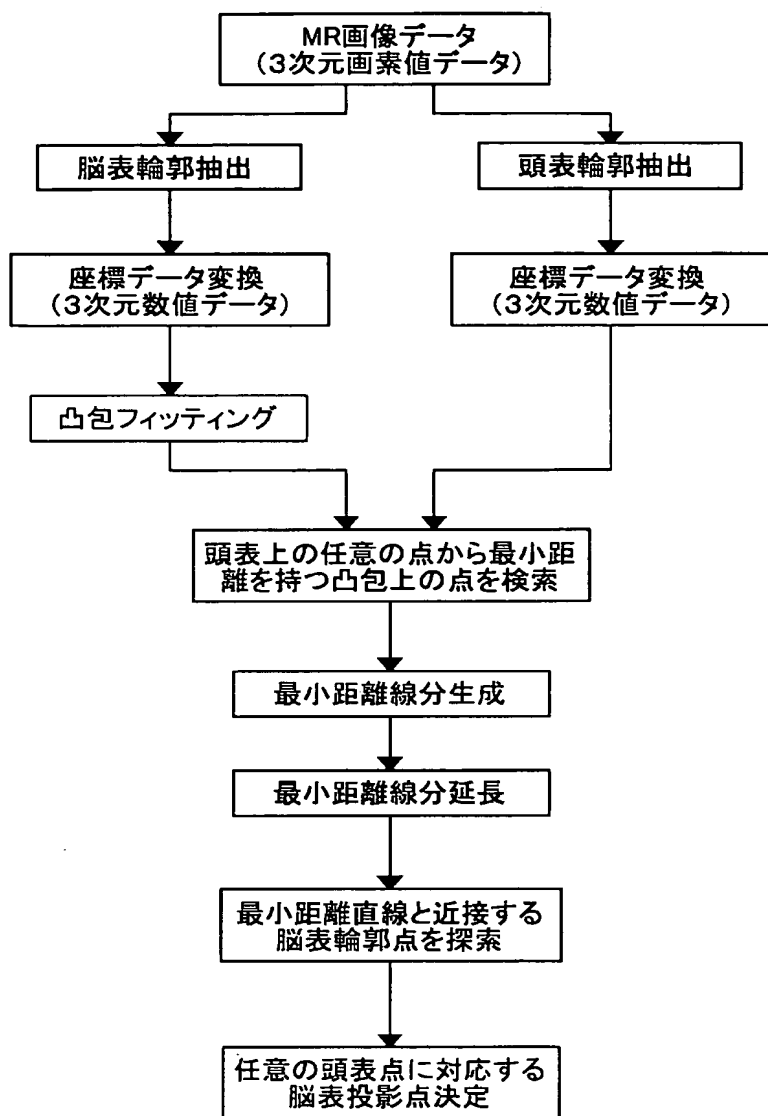 MR画像データ
(3次元画素値データ)
脳表輪郭抽出
頭表輪郭抽出
座標データ変換
(3次元数値データ)
座標データ変換
(3次元数値データ)
凸包フィッティング
頭表上の任意の点から最小距
離を持つ凸包上の点を検索
最小距離線分生成
最小距離線分延長
最小距離直線と近接する
脳表輪郭点を探索
任意の頭表点に対応する
脳表投影点決定